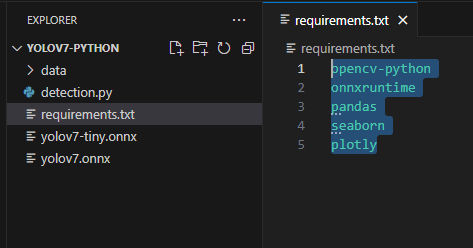 EXPLORER
YOLOV7-PYTHON
data
detection.py
requirements.txt
yolov7-tiny.onnx
yolov7.onnx
requirements.txt
requirements.txt
1 opencv-python
2 onnxruntime
3 pandas
4 seaborn
5 plotly